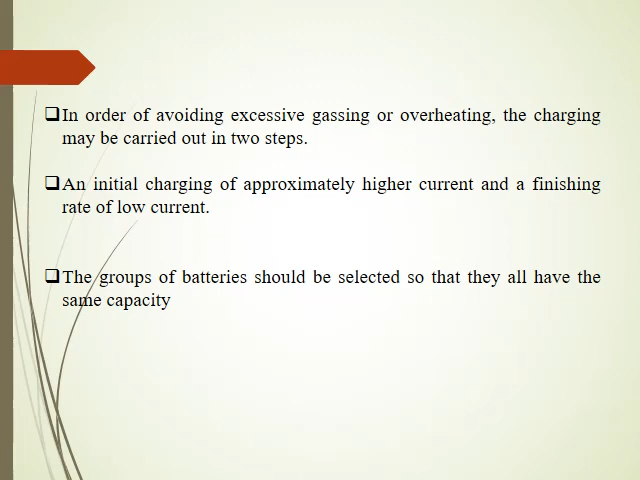 ❑In order of avoiding excessive gassing or overheating, the charging
may be carried out in two steps.
❑An initial charging of approximately higher current and a finishing
rate of low current.
❑The groups of batteries should be selected so that they all have the
same capacity